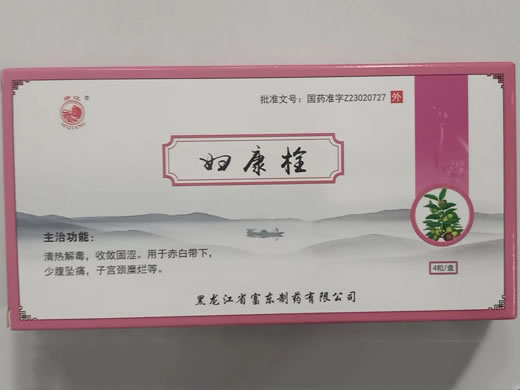 批准文号：国药准字Z23020727 外
®
妇康栓
主治功能：
清热解毒，收敛固涩。用于赤白带下，
少腹坠痛，子宫颈糜烂等。
4粒/盒
黑龙江省富东制药有限公司